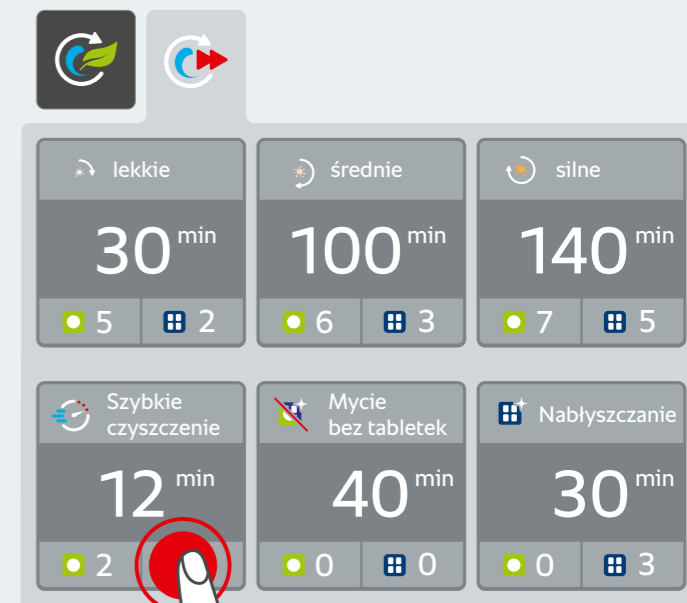 lekkie
30 min
5 2
średnie
100 min
6 3
silne
140 min
7 5
Szybkie
czyszczenie
12 min
2
Mycie
bez tabletek
40 min
0 0
Nabłyszczanie
30 min
0 3